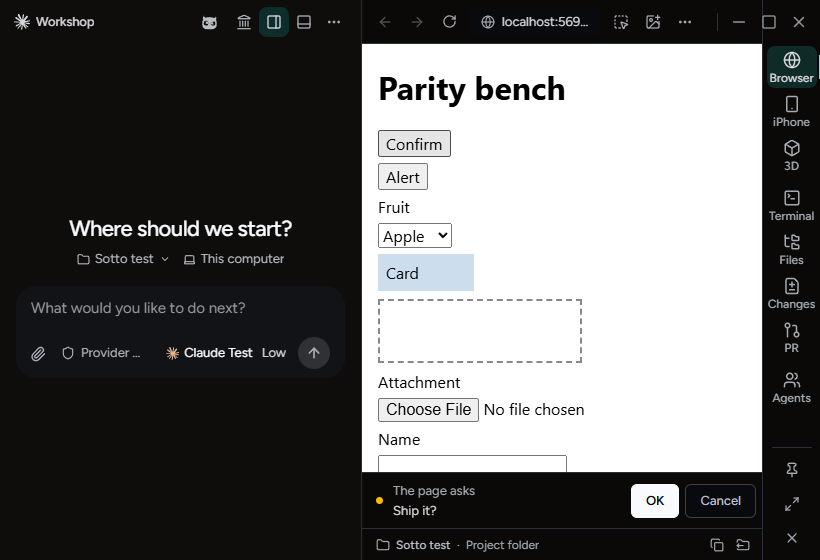 Workshop
Where should we start?
Sotto test
This computer
What would you like to do next?
Provider ...
Claude Test Low
localhost:569...
Parity bench
Confirm
Alert
Fruit
Apple
Card
Attachment
Choose File No file chosen
Name
The page asks
Ship it?
OK
Cancel
Sotto test · Project folder
Browser
iPhone
3D
Terminal
Files
Changes
PR
Agents